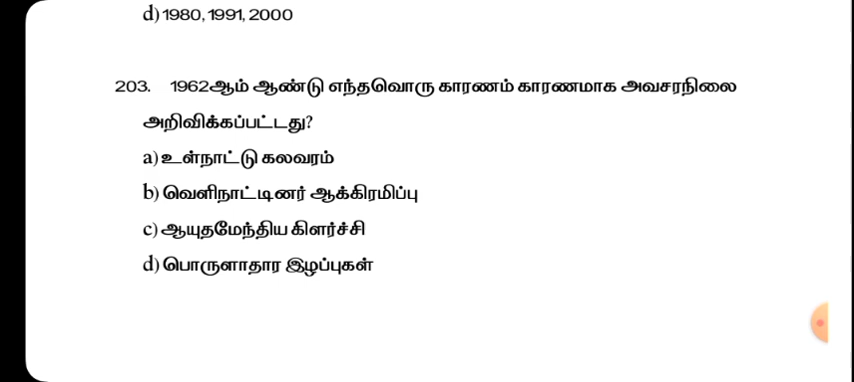 d) 1980, 1991, 2000
203. 1962ஆம் ஆண்டு எந்தவொரு காரணம் காரணமாக அவசரநிலை
அறிவிக்கப்பட்டது?
a) உள்நாட்டு கலவரம்
b) வெளிநாட்டினர் ஆக்கிரமிப்பு
c) ஆயுதமேந்திய கிளர்ச்சி
d) பொருளாதார இழப்புகள்